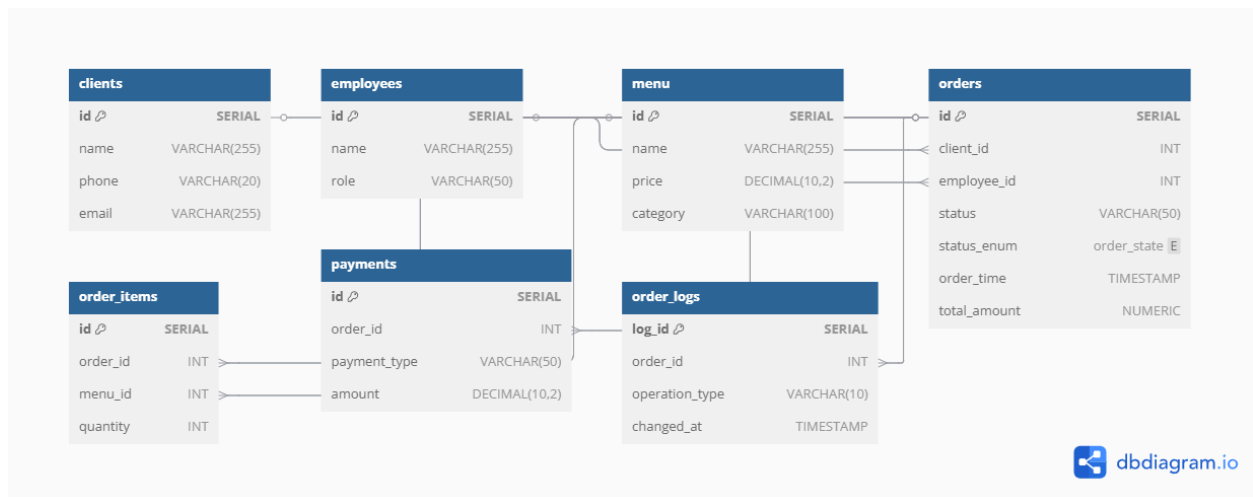 clients
id SERIAL
name VARCHAR(255)
phone VARCHAR(20)
email VARCHAR(255)
employees
id SERIAL
name VARCHAR(255)
role VARCHAR(50)
menu
id SERIAL
name VARCHAR(255)
price DECIMAL(10,2)
category VARCHAR(100)
orders
id SERIAL
client_id INT
employee_id INT
status VARCHAR(50)
status_enum order_state E
order_time TIMESTAMP
total_amount NUMERIC
order_items
id SERIAL
order_id INT
menu_id INT
quantity INT
payments
id SERIAL
order_id INT
payment_type VARCHAR(50)
amount DECIMAL(10,2)
order_logs
log_id SERIAL
order_id INT
operation_type VARCHAR(10)
changed_at TIMESTAMP
dbdiagram.io